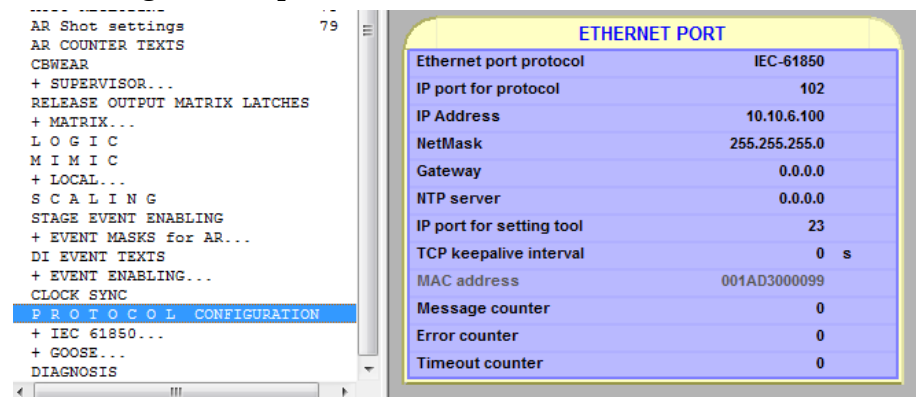 AR Shot settings 79
AR COUNTER TEXTS
CBWEAR
+ SUPERVISOR...
RELEASE OUTPUT MATRIX LATCHES
+ MATRIX...
L O G I C
M I M I C
+ LOCAL...
S C A L I N G
STAGE EVENT ENABLING
+ EVENT MASKS for AR...
DI EVENT TEXTS
+ EVENT ENABLING...
CLOCK SYNC
P R O T O C O L CONFIGURATION
+ IEC 61850...
+ GOOSE...
DIAGNOSIS
ETHERNET PORT
Ethernet port protocol IEC-61850
IP port for protocol 102
IP Address 10.10.6.100
NetMask 255.255.255.0
Gateway 0.0.0.0
NTP server 0.0.0.0
IP port for setting tool 23
TCP keepalive interval 0 s
MAC address 001AD3000099
Message counter 0
Error counter 0
Timeout counter 0